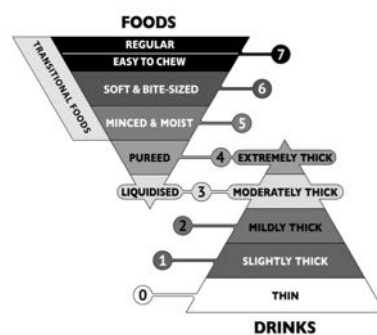 FOODS
REGULAR
EASY TO CHEW
7
TRANSITIONAL FOODS
SOFT & BITE-SIZED
6
MINCED & MOIST
5
PUREED
4
EXTREMELY THICK
LIQUIDISED
3
MODERATELY THICK
2
MILDLY THICK
1
SLIGHTLY THICK
0
THIN
DRINKS